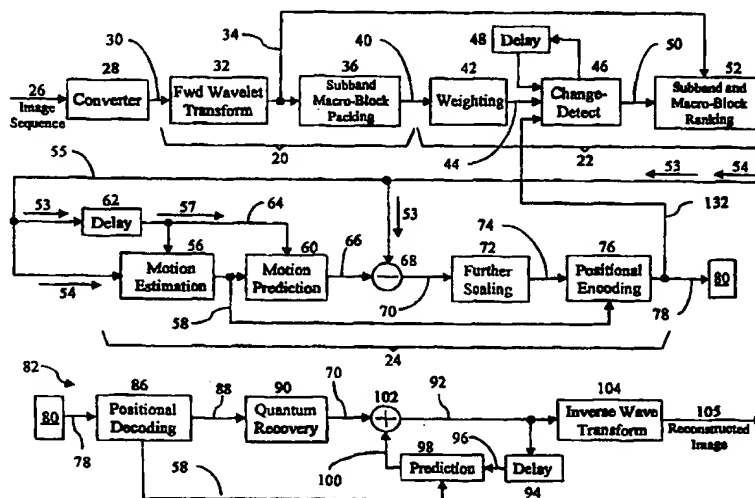 30
34
40
48 Delay
46
50
52
26
28
32
36
42
Image Sequence
Converter
Fwd Wavelet Transform
Subband Macro-Block Packing
Weighting
Change-Detect
Subband and Macro-Block Ranking
44
20
22
55
53
54
132
53
62
57
64
53
Delay
56
60
66
68
74
72
76
54
Motion Estimation
Motion Prediction
70
Further Scaling
Positional Encoding
80
58
78
24
82
86
88
90
70
102
92
104
80
Positional Decoding
Quantum Recovery
Inverse Wave Transform
105
Reconstructed Image
78
98
96
100
Prediction
Delay
58
94